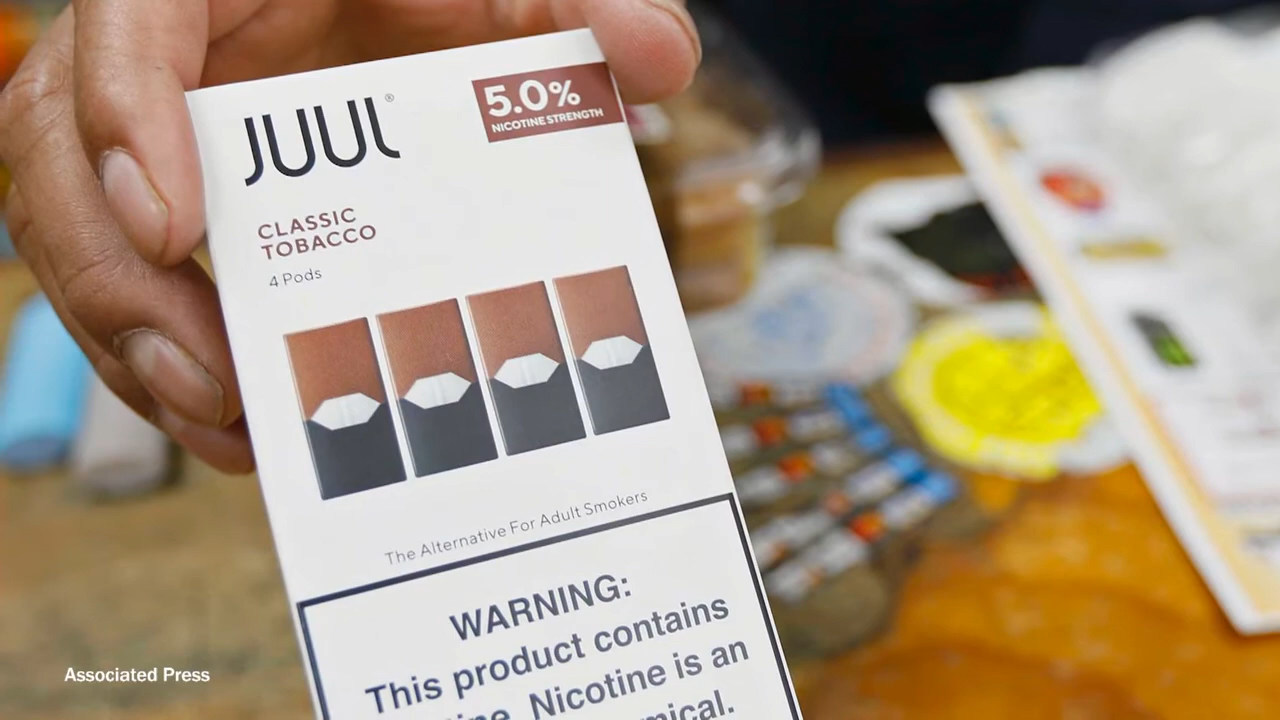 JUUL®
5.0%
NICOTINE STRENGTH
CLASSIC
TOBACCO
4 Pods
The Alternative For Adult Smokers
WARNING:
This product contains
Nicotine is an
Associated Press